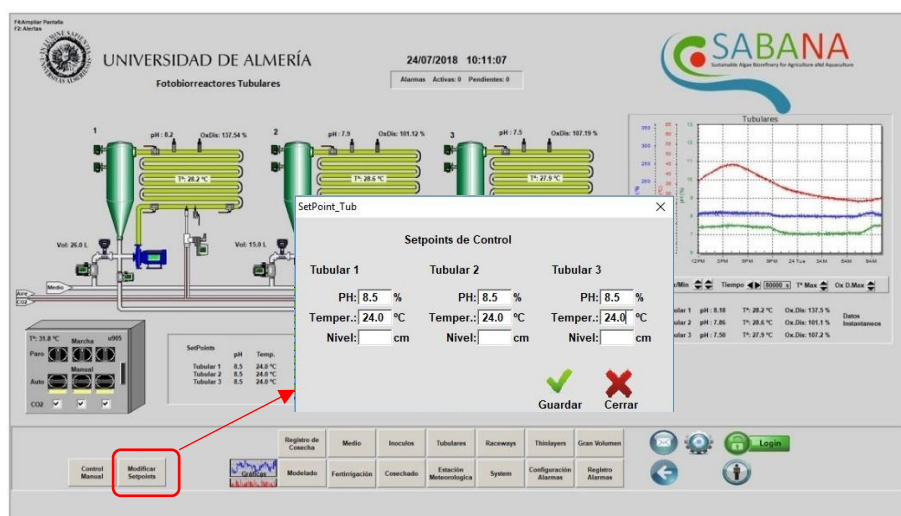 F4:Ampliar Pantalla
F2: Alertas
UNIVERSIDAD DE ALMERÍA
Fotobiorreactores Tubulares
24/07/2018 10:11:07
Alarmas Activas: 0 Pendientes: 0
SABANA
Sustainable Algae Biorefinery for Agriculture and Aquaculture
1
pH : 8.2
OxDis: 137.54 %
2
pH : 7.9
OxDis: 101.12 %
3
pH : 7.5
OxDis: 107.19 %
Tª: 28.2 ºC
Tª: 28.6 ºC
Tª: 27.9 ºC
Vol: 26.0 L
Vol: 15.0 L
Medio
Aire
CO2
Tubulares
12PM 3PM 6PM 9PM 24 Tue 3AM 6AM 9AM
Tiempo 80000 s Tª Max Ox D.Max
pH : 8.18 Tª: 28.2 ºC Ox.Dis: 137.5 %
pH : 7.86 Tª: 28.6 ºC Ox.Dis: 101.1 %
pH : 7.50 Tª: 27.9 ºC Ox.Dis: 107.2 %
Datos
Instantaneos
SetPoint_Tub
Setpoints de Control
Tubular 1 Tubular 2 Tubular 3
PH: 8.5 % PH: 8.5 % PH: 8.5 %
Temper.: 24.0 ºC Temper.: 24.0 ºC Temper.: 24.0 ºC
Nivel: cm Nivel: cm Nivel: cm
Guardar Cerrar
Tª: 31.8 ºC
Marcha
u985
Paro
Manual
Auto
CO2
SetPoints
pH Temp.
Tubular 1 8.5 24.0 ºC
Tubular 2 8.5 24.0 ºC
Tubular 3 8.5 24.0 ºC
Control
Manual
Modificar
Setpoints
Gráficas
Registro de
Cosecha
Medio
Inoculos
Tubulares
Raceways
Thinlayers
Gran Volumen
Modelado
Fertirrigación
Cosechado
Estación
Meteorologica
System
Configuración
Alarmas
Registro
Alarmas
Login